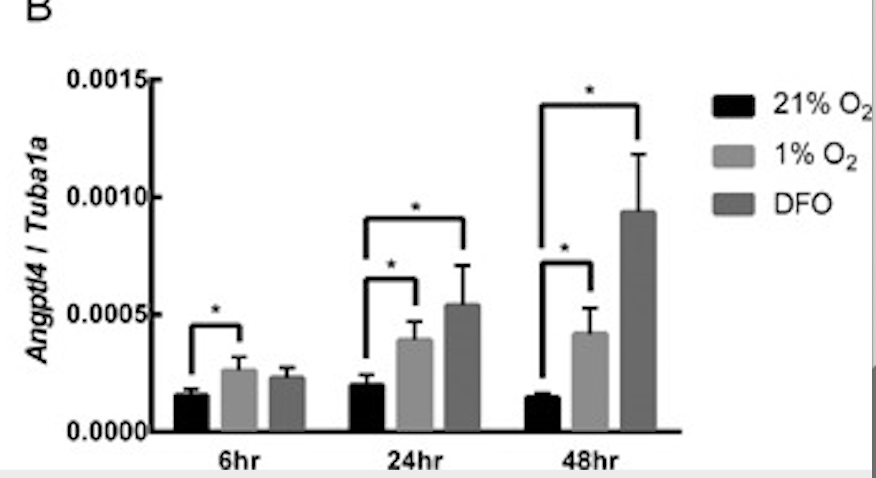 B
0.0015
0.0010
0.0005
0.0000
Angptl4 / Tuba1a
*
*
*
*
*
6hr
24hr
48hr
21% O2
1% O2
DFO